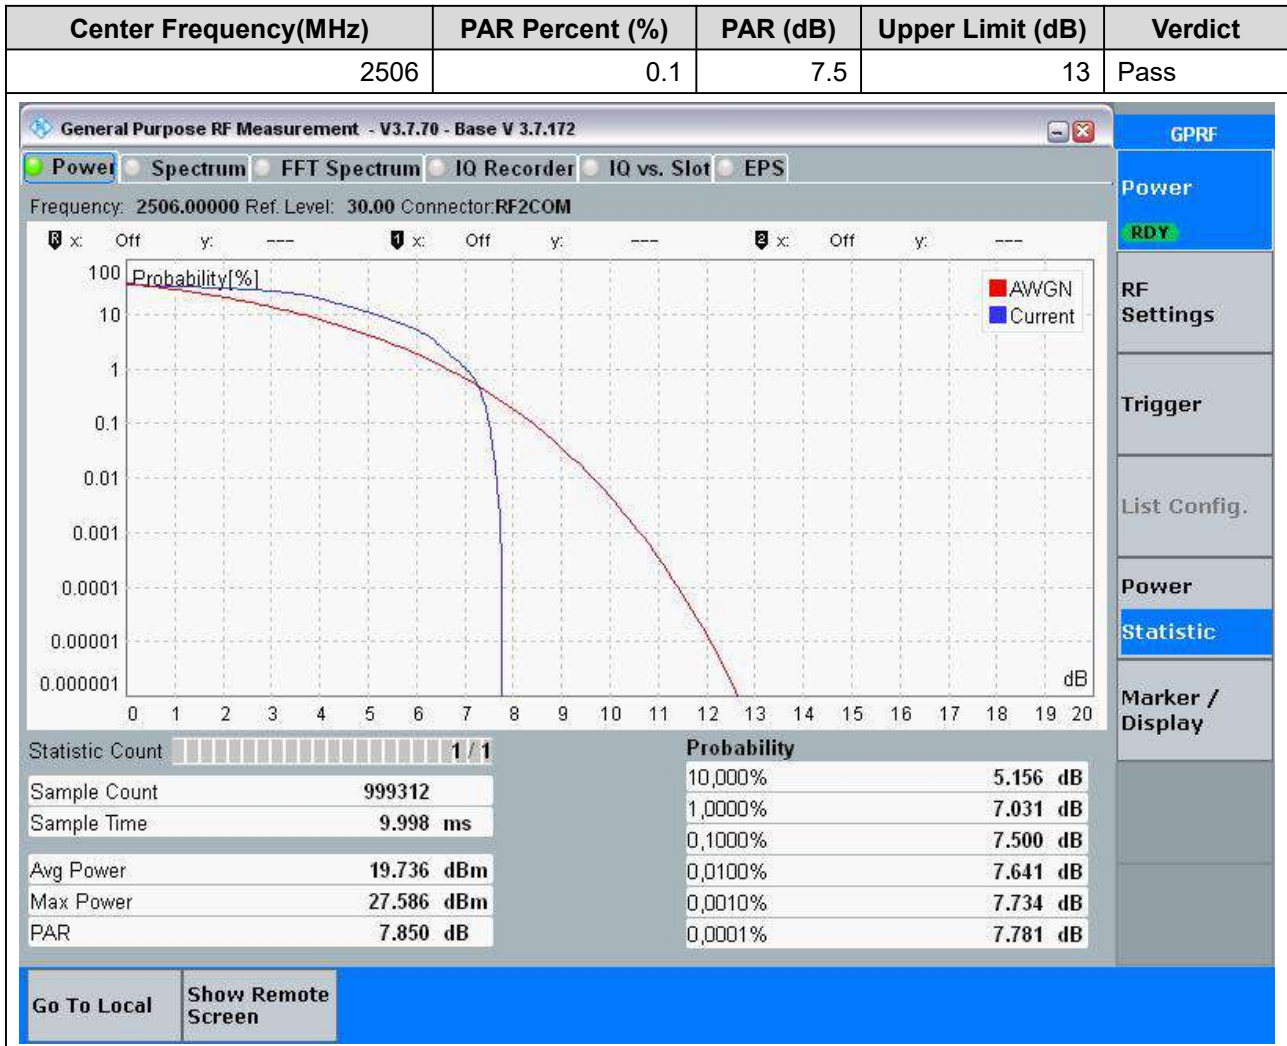 Center Frequency(MHz) PAR Percent (%) PAR (dB) Upper Limit (dB) Verdict
2506 0.1 7.5 13 Pass
General Purpose RF Measurement - V3.7.70 - Base V 3.7.172
GPRF
Power Spectrum FFT Spectrum IQ Recorder IQ vs. Slot EPS
Power
RDY
Frequency: 2506.00000 Ref. Level: 30.00 Connector:RF2COM
R x: Off y: --- 1 x: Off y: --- 2 x: Off y: ---
Probability[%]
100
10
1
0.1
0.01
0.001
0.0001
0.00001
0.000001
AWGN
Current
dB
0 1 2 3 4 5 6 7 8 9 10 11 12 13 14 15 16 17 18 19 20
RF
Settings
Trigger
List Config.
Power
Statistic
Marker /
Display
Statistic Count 1 / 1
Sample Count 999312
Sample Time 9.998 ms
Avg Power 19.736 dBm
Max Power 27.586 dBm
PAR 7.850 dB
Probability
10,000% 5.156 dB
1,0000% 7.031 dB
0,1000% 7.500 dB
0,0100% 7.641 dB
0,0010% 7.734 dB
0,0001% 7.781 dB
Go To Local
Show Remote
Screen